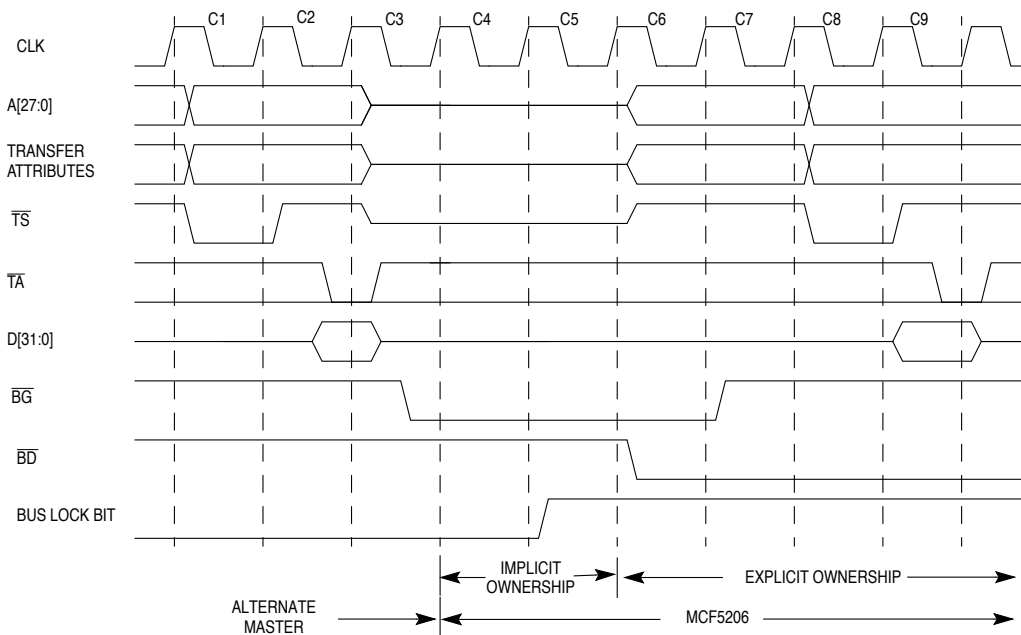 C1 C2 C3 C4 C5 C6 C7 C8 C9
CLK
A[27:0]
TRANSFER
ATTRIBUTES
TS
TA
D[31:0]
BG
BD
BUS LOCK BIT
IMPLICIT
OWNERSHIP
EXPLICIT OWNERSHIP
ALTERNATE
MASTER
MCF5206